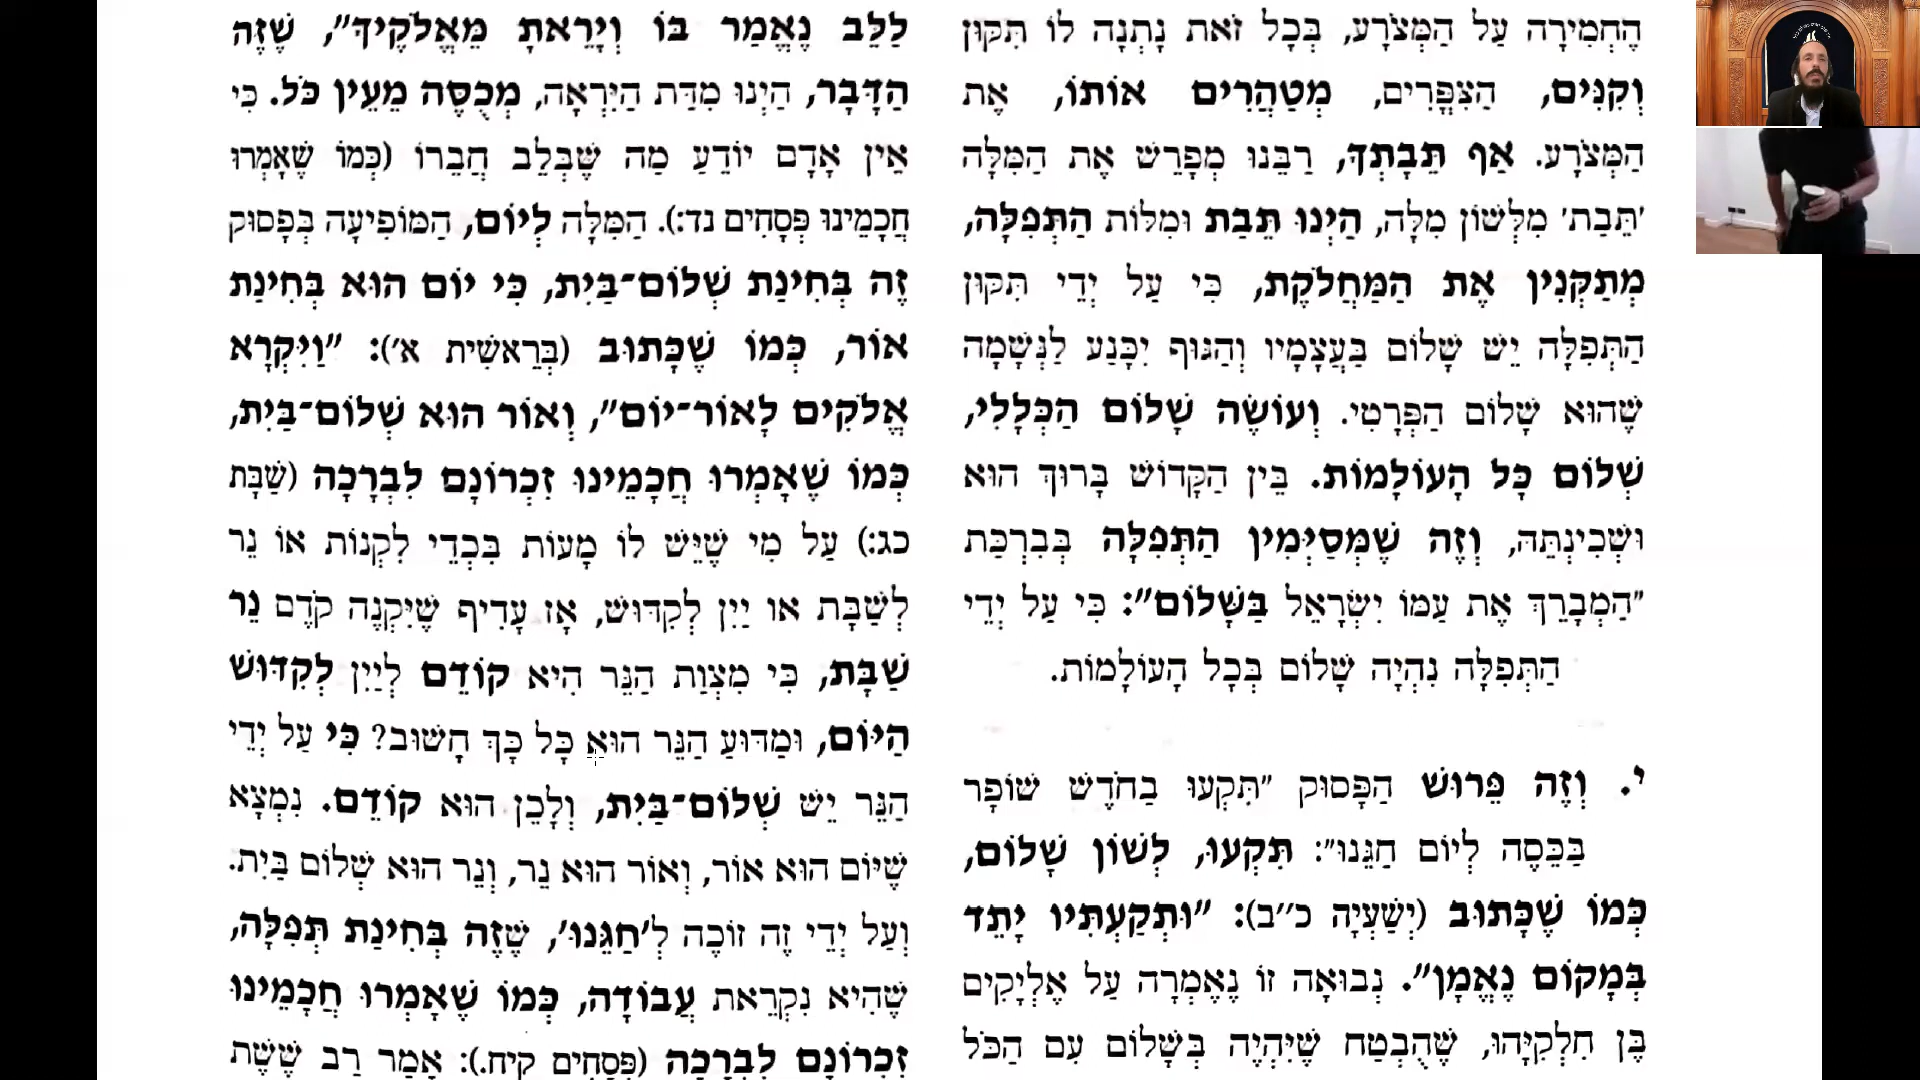 הֶחְמִירָה עַל הַמְּצֹרָע, בְּכָל זֹאת נָתְנָה לוֹ תִּקּוּן
וְקִנִּים, הַצִּפֳּרִים, מְטַהֲרִים אוֹתוֹ, אֶת
הַמְּצֹרָע. אַף תֵּבָתְךָ, רַבֵּנוּ מְפָרֵשׁ אֶת הַמִּלָּה
'תֵּבַת' מִלְּשׁוֹן מִלָּה, הַיְנוּ תֵּבַת וּמִלּוֹת הַתְּפִלָּה,
מְתַקְּנִין אֶת הַמַּחֲלֹקֶת, כִּי עַל יְדֵי תִּקּוּן
הַתְּפִלָּה יֵשׁ שָׁלוֹם בַּעֲצָמָיו וְהַגּוּף יִכָּנַע לַנְּשָׁמָה
שֶׁהוּא שָׁלוֹם הַפְּרָטִי. וְעוֹשֶׂה שָׁלוֹם הַכְּלָלִי,
שְׁלוֹם כָּל הָעוֹלָמוֹת. בֵּין הַקָּדוֹשׁ בָּרוּךְ הוּא
וּשְׁכִינְתֵּהּ, וְזֶה שֶׁמְּסַיְּמִין הַתְּפִלָּה בְּבִרְכַּת
"הַמְבָרֵךְ אֶת עַמּוֹ יִשְׂרָאֵל בַּשָּׁלוֹם": כִּי עַל יְדֵי
הַתְּפִלָּה נִהְיָה שָׁלוֹם בְּכָל הָעוֹלָמוֹת.
י. וְזֶה פֵּרוּשׁ הַפָּסוּק "תִּקְעוּ בַחֹדֶשׁ שׁוֹפָר
בַּכֵּסֶה לְיוֹם חַגֵּנוּ": תִּקְעוּ, לְשׁוֹן שָׁלוֹם,
כְּמוֹ שֶׁכָּתוּב (יְשַׁעְיָה כ"ב): "וּתְקַעְתִּיו יָתֵד
בְּמָקוֹם נֶאֱמָן". נְבוּאָה זוֹ נֶאֶמְרָה עַל אֶלְיָקִים
בֶּן חִלְקִיָּהוּ, שֶׁהֻבְטַח שֶׁיִּהְיֶה בְּשָׁלוֹם עִם הַכֹּל
לַלֵּב נֶאֱמַר בּוֹ וְיָרֵאתָ מֵאֱלֹקֶיךָ", שֶׁזֶּה
הַדָּבָר, הַיְנוּ מִדַּת הַיִּרְאָה, מְכֻסֶּה מֵעֵין כֹּל. כִּי
אֵין אָדָם יוֹדֵעַ מַה שֶּׁבְּלֵב חֲבֵרוֹ (כְּמוֹ שֶׁאָמְרוּ
חֲכָמֵינוּ פְּסָחִים נד:). הַמִּלָּה לְיוֹם, הַמּוֹפִיעָה בְּפָסוּק
זֶה בְּחִינַת שְׁלוֹם־בַּיִת, כִּי יוֹם הוּא בְּחִינַת
אוֹר, כְּמוֹ שֶׁכָּתוּב (בְּרֵאשִׁית א'): "וַיִּקְרָא
אֱלֹקִים לָאוֹר־יוֹם", וְאוֹר הוּא שְׁלוֹם־בַּיִת,
כְּמוֹ שֶׁאָמְרוּ חֲכָמֵינוּ זִכְרוֹנָם לִבְרָכָה (שַׁבָּת
כג:) עַל מִי שֶׁיֵּשׁ לוֹ מָעוֹת בִּכְדֵי לִקְנוֹת אוֹ נֵר
לְשַׁבָּת אוֹ יַיִן לְקִדּוּשׁ, אָז עָדִיף שֶׁיִּקְנֶה קֹדֶם נֵר
שַׁבָּת, כִּי מִצְוַת הַנֵּר הִיא קוֹדֵם לְיַיִן לְקִדּוּשׁ
הַיּוֹם, וּמַדּוּעַ הַנֵּר הוּא כָּל כָּךְ חָשׁוּב? כִּי עַל יְדֵי
הַנֵּר יֵשׁ שְׁלוֹם־בַּיִת, וְלָכֵן הוּא קוֹדֵם. נִמְצָא
שֶׁיּוֹם הוּא אוֹר, וְאוֹר הוּא נֵר, וְנֵר הוּא שְׁלוֹם בַּיִת.
וְעַל יְדֵי זֶה זוֹכֶה לְ'חַגֵּנוּ', שֶׁזֶּה בְּחִינַת תְּפִלָּה,
שֶׁהִיא נִקְרֵאת עֲבוֹדָה, כְּמוֹ שֶׁאָמְרוּ חֲכָמֵינוּ
זִכְרוֹנָם לִבְרָכָה (פְּסָחִים קיח.): אָמַר רַב שֵׁשֶׁת